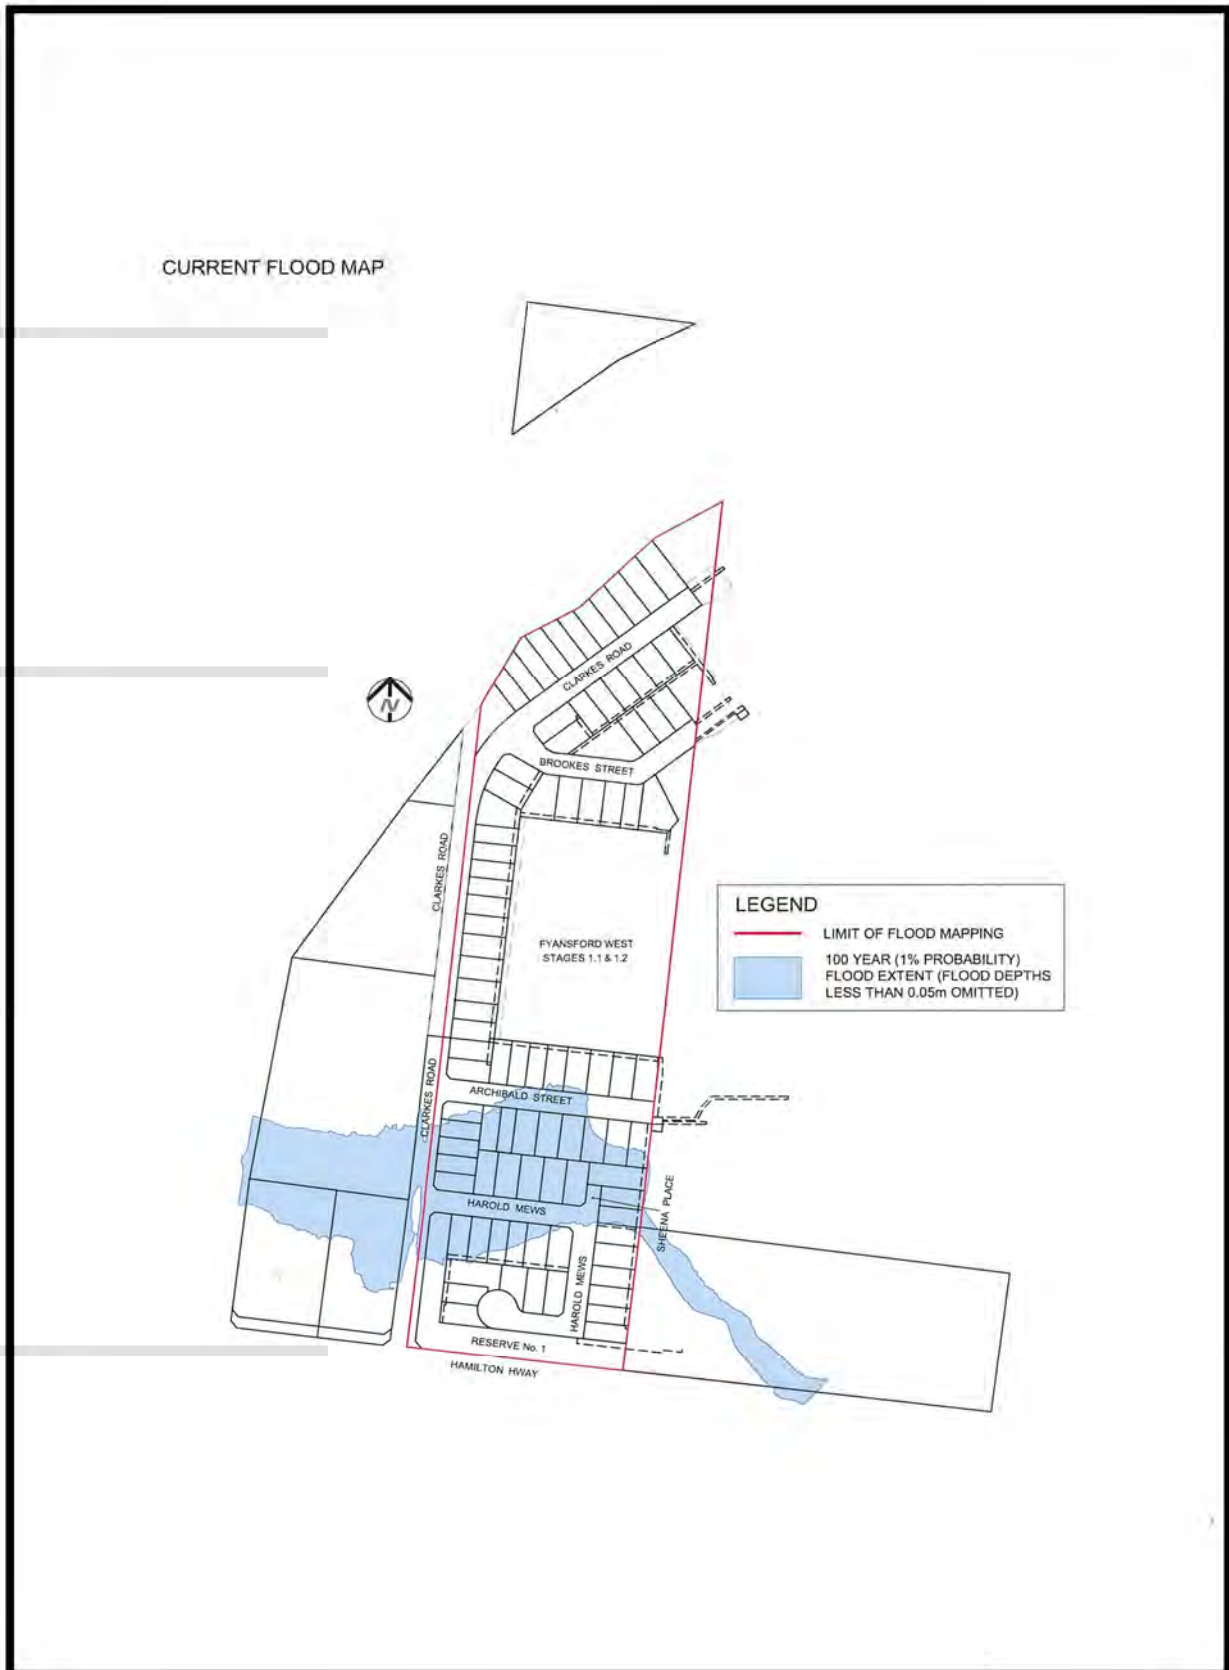 CURRENT FLOOD MAP
CLARKES ROAD
N
BROOKES STREET
CLARKES ROAD
FYANSFORD WEST
STAGES 1.1 & 1.2
LEGEND
LIMIT OF FLOOD MAPPING
100 YEAR (1% PROBABILITY)
FLOOD EXTENT (FLOOD DEPTHS
LESS THAN 0.05m OMITTED)
CLARKES ROAD
ARCHIBALD STREET
HAROLD MEWS
SHEENA PLACE
HAROLD MEWS
RESERVE No. 1
HAMILTON HWAY